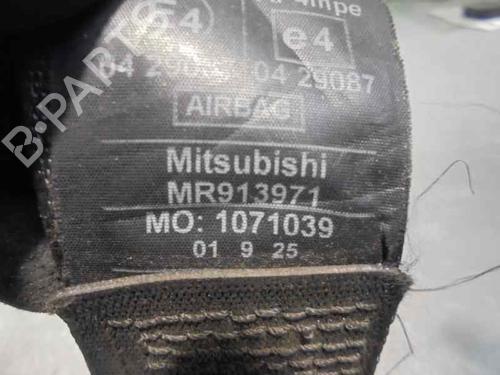 e4
04 29087
AIRBAG
Mitsubishi
MR913971
MO: 1071039
01 9 25
B-PARTS